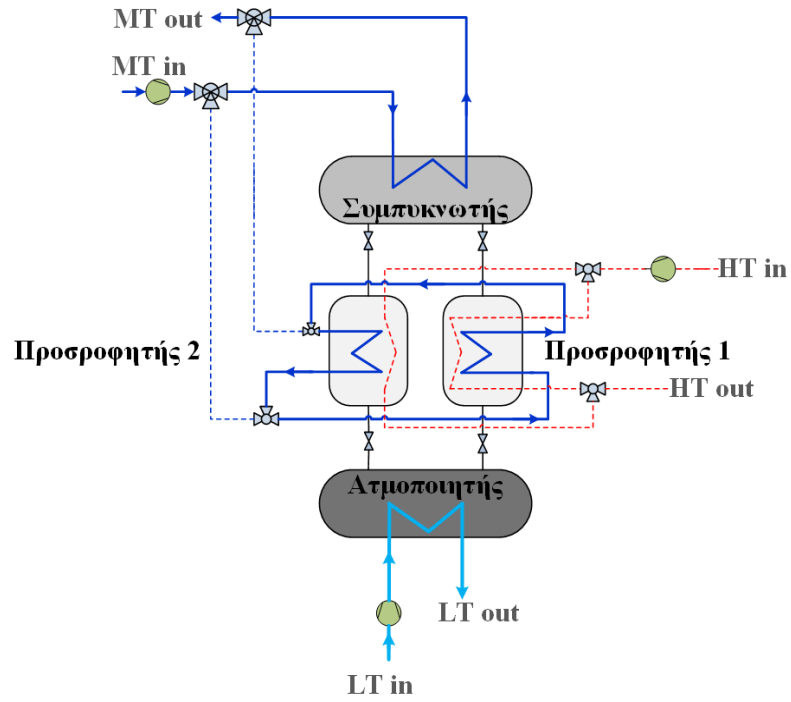 MT out
MT in
Συμπυκνωτής
HT in
Προσροφητής 2
Προσροφητής 1
HT out
Ατμοποιητής
LT out
LT in